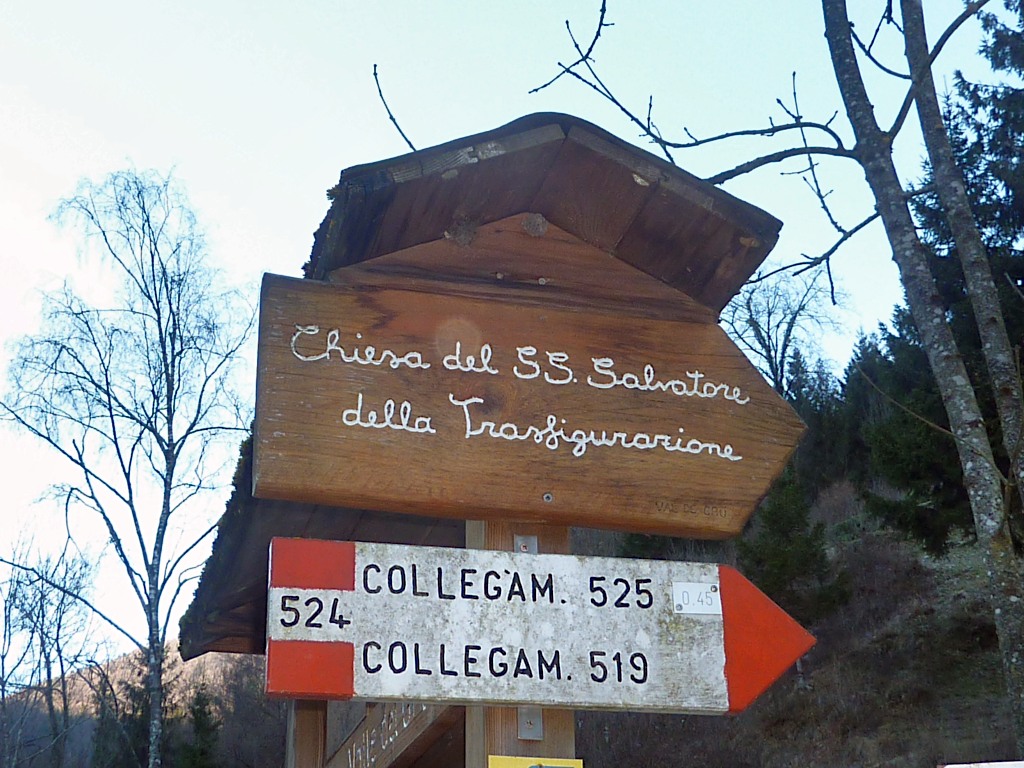 Chiesa del SS. Salvatore
della Trasfigurazione
524
COLLEGAM. 525
0.45
COLLEGAM. 519